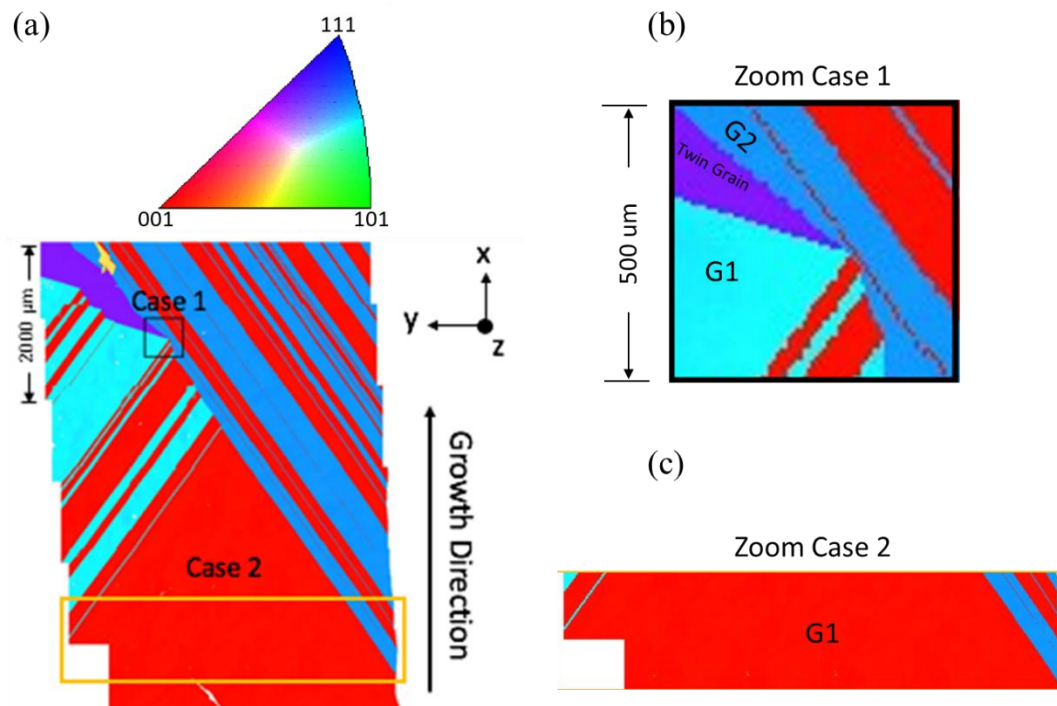 (a)
111
001
101
2000 μm
Case 1
x
y
z
Growth Direction
Case 2
(b)
Zoom Case 1
500 um
G2
Twin Grain
G1
(c)
Zoom Case 2
G1